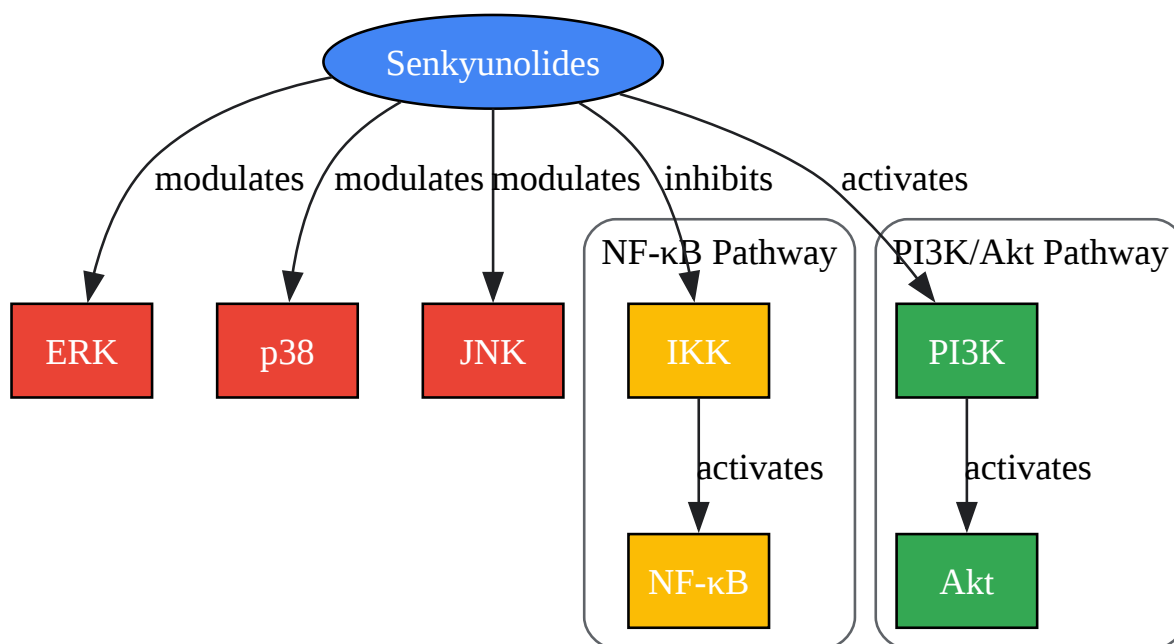 Senkyunolides
modulates
modulates
modulates
inhibits
activates
NF-κB Pathway
PI3K/Akt Pathway
ERK
p38
JNK
IKK
PI3K
activates
activates
NF-κB
Akt